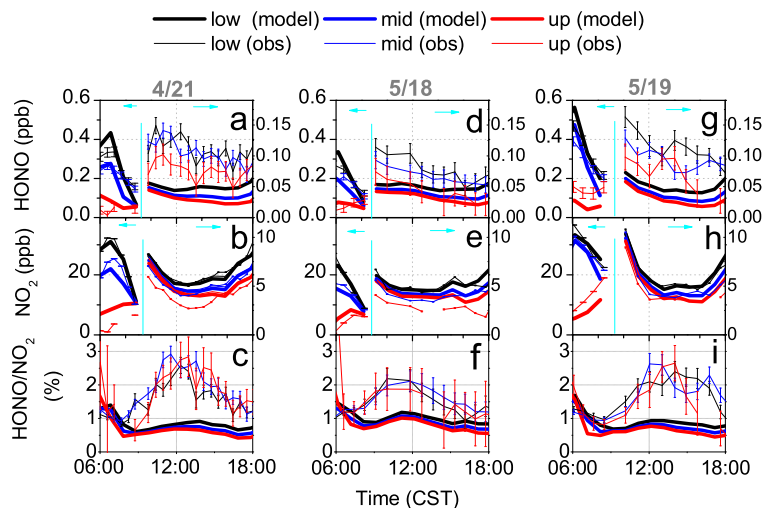 low (model) mid (model) up (model)
low (obs) mid (obs) up (obs)
4/21 5/18 5/19
HONO (ppb)
0.6 0.4 0.2 0.0
a
0.15 0.10 0.05 0.00
0.6 0.4 0.2 0.0
d
0.15 0.10 0.05 0.00
0.6 0.4 0.2 0.0
g
0.15 0.10 0.05 0.00
NO2 (ppb)
20 0
b
10 5 0
20 0
e
10 5 0
20 0
h
10 5 0
HONO/NO2
(%)
3 2 1 0
c
3 2 1 0
f
3 2 1 0
i
06:00 12:00 18:00 06:00 12:00 18:00 06:00 12:00 18:00
Time (CST)